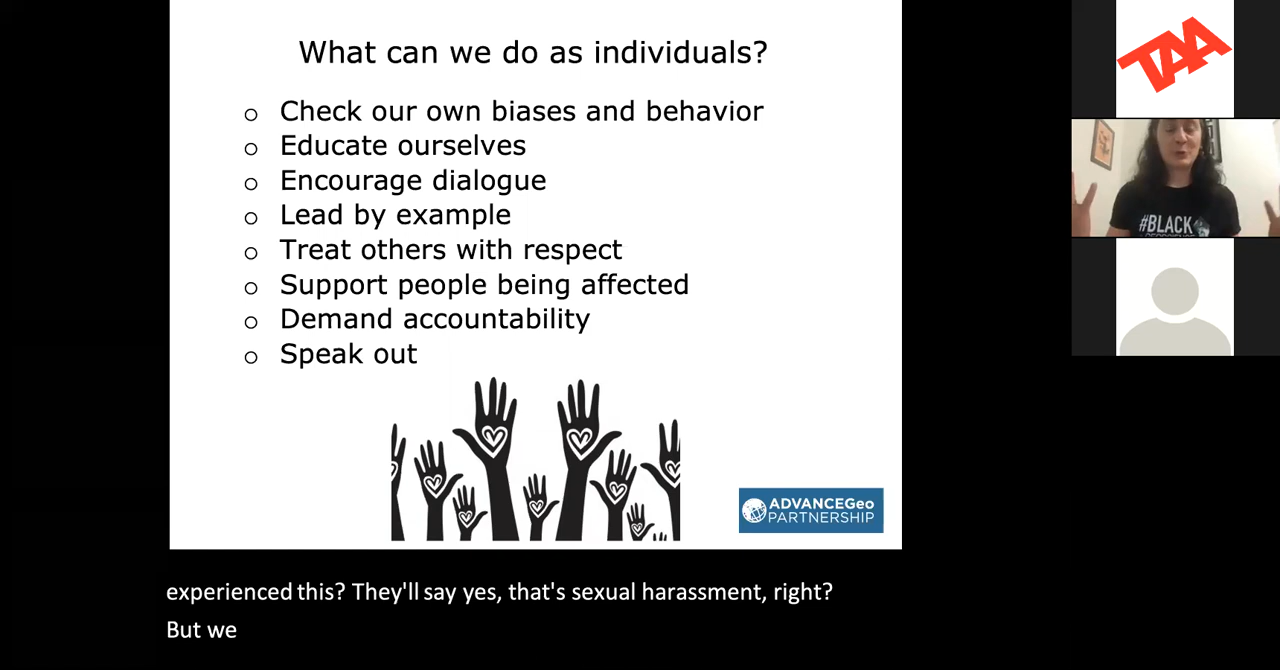 What can we do as individuals?
o Check our own biases and behavior
o Educate ourselves
o Encourage dialogue
o Lead by example
o Treat others with respect
o Support people being affected
o Demand accountability
o Speak out
ADVANCEGeo
PARTNERSHIP
TAA
#BLACK
experienced this? They'll say yes, that's sexual harassment, right?
But we